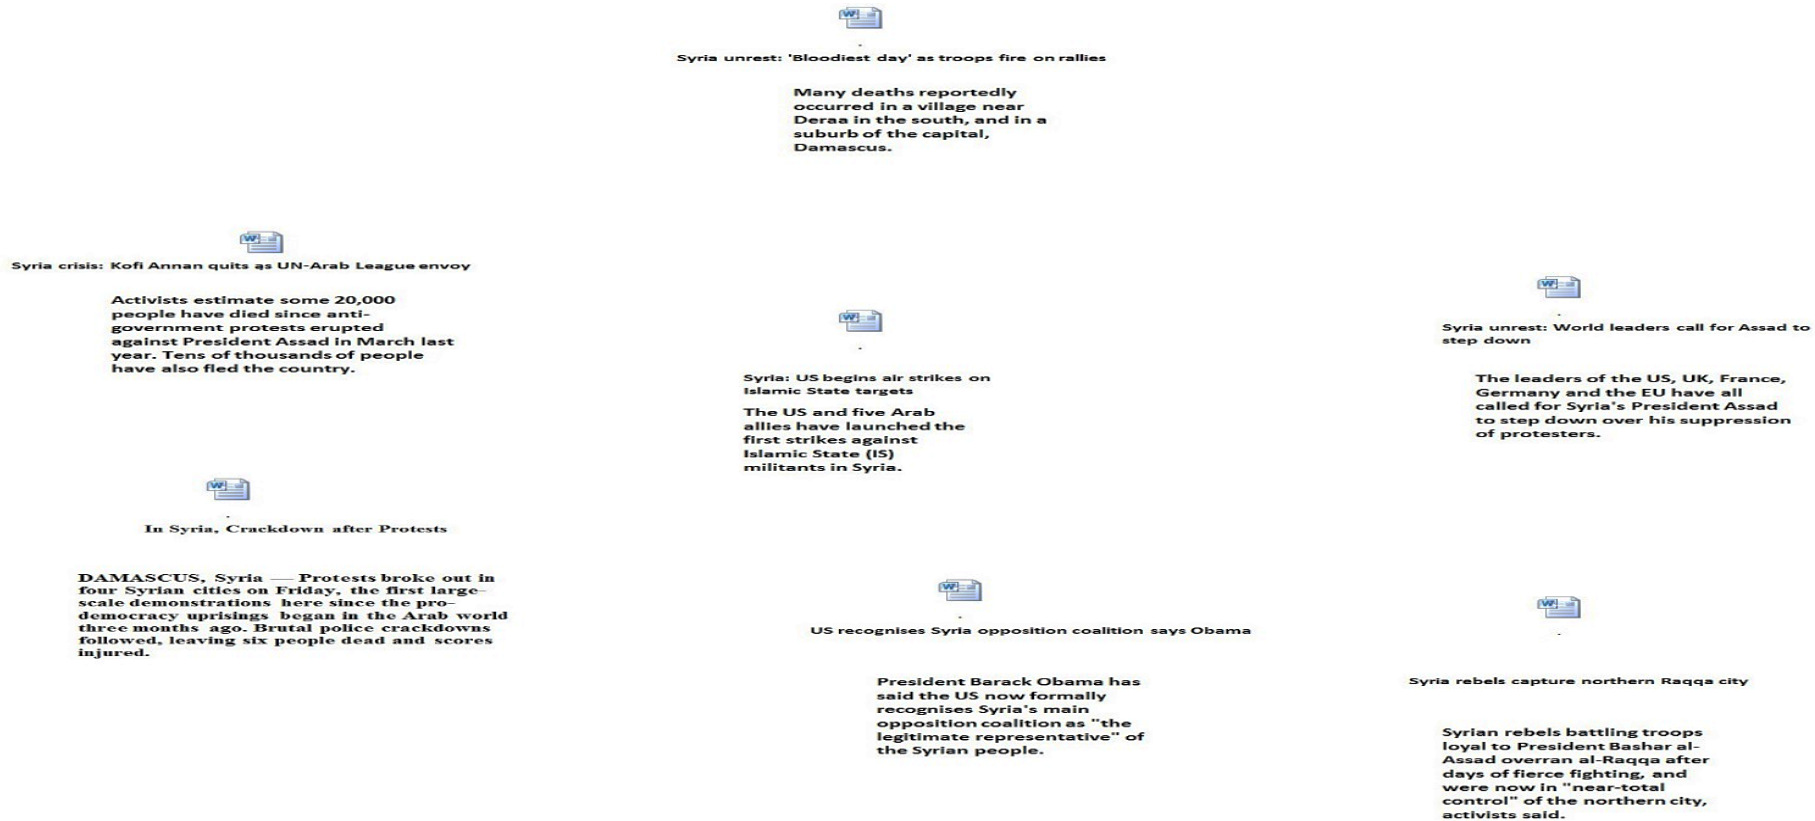 Syria unrest: 'Bloodiest day' as troops fire on rallies
Many deaths reportedly
occurred in a village near
Deraa in the south, and in a
suburb of the capital,
Damascus.
Syria crisis: Kofi Annan quits as UN-Arab League envoy
Activists estimate some 20,000
people have died since anti-
government protests erupted
against President Assad in March last
year. Tens of thousands of people
have also fled the country.
Syria: US begins air strikes on
Islamic State targets
The US and five Arab
allies have launched the
first strikes against
Islamic State (IS)
militants in Syria.
Syria unrest: World leaders call for Assad to
step down
The leaders of the US, UK, France,
Germany and the EU have all
called for Syria's President Assad
to step down over his suppression
of protesters.
In Syria, Crackdown after Protests
DAMASCUS, Syria — Protests broke out in
four Syrian cities on Friday, the first large-
scale demonstrations here since the pro-
democracy uprisings began in the Arab world
three months ago. Brutal police crackdowns
followed, leaving six people dead and scores
injured.
US recognises Syria opposition coalition says Obama
President Barack Obama has
said the US now formally
recognises Syria's main
opposition coalition as "the
legitimate representative" of
the Syrian people.
Syria rebels capture northern Raqqa city
Syrian rebels battling troops
loyal to President Bashar al-
Assad overran al-Raqqa after
days of fierce fighting, and
were now in "near-total
control" of the northern city,
activists said.